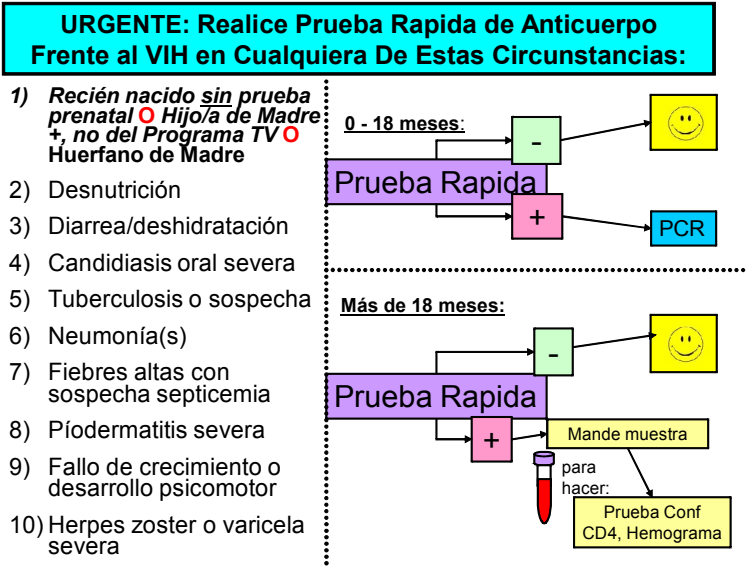 URGENTE: Realice Prueba Rapida de Anticuerpo
Frente al VIH en Cualquiera De Estas Circunstancias:
1) Recién nacido sin prueba
prenatal O Hijo/a de Madre
+, no del Programa TV O
Huerfano de Madre
2) Desnutrición
3) Diarrea/deshidratación
4) Candidiasis oral severa
5) Tuberculosis o sospecha
6) Neumonía(s)
7) Fiebres altas con
sospecha septicemia
8) Píodermatitis severa
9) Fallo de crecimiento o
desarrollo psicomotor
10) Herpes zoster o varicela
severa
0 - 18 meses:
-
Prueba Rapida
+
PCR
Más de 18 meses:
-
Prueba Rapida
+
Mande muestra
para
hacer:
Prueba Conf
CD4, Hemograma